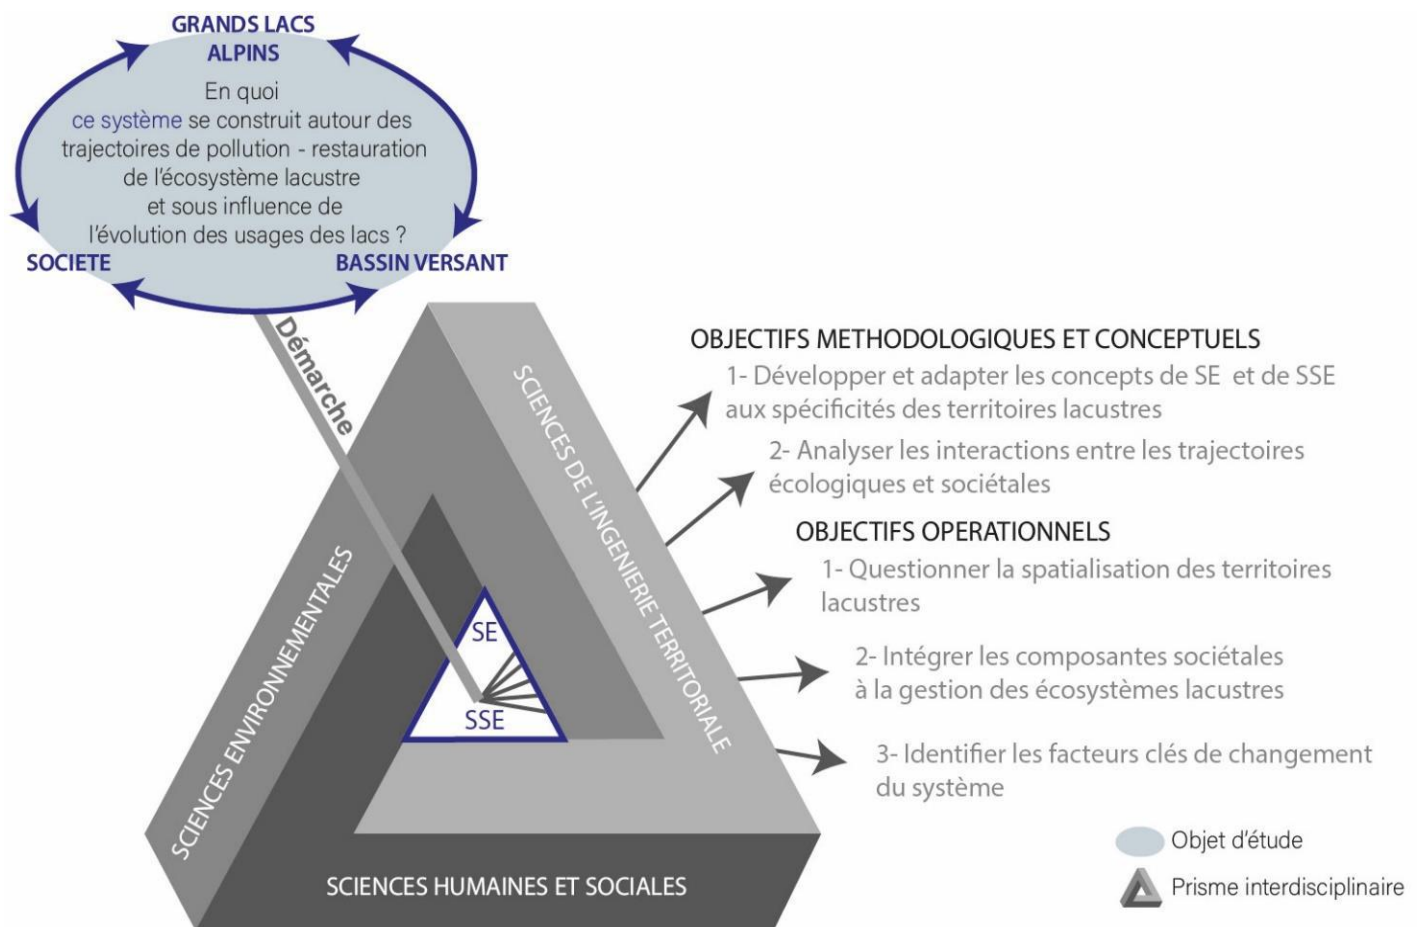 GRANDS LACS
ALPINS
En quoi
ce système se construit autour des
trajectoires de pollution - restauration
de l'écosystème lacustre
et sous influence de
l'évolution des usages des lacs ?
SOCIETE
BASSIN VERSANT
Démarche
OBJECTIFS METHODOLOGIQUES ET CONCEPTUELS
1- Développer et adapter les concepts de SE et de SSE
aux spécificités des territoires lacustres
2- Analyser les interactions entre les trajectoires
écologiques et sociétales
OBJECTIFS OPERATIONNELS
1- Questionner la spatialisation des territoires
lacustres
2- Intégrer les composantes sociétales
à la gestion des écosystèmes lacustres
3- Identifier les facteurs clés de changement
du système
SCIENCES ENVIRONNEMENTALES
SCIENCES DE L'INGENIERIE TERRITORIALE
SE
SSE
SCIENCES HUMAINES ET SOCIALES
Objet d'étude
Prisme interdisciplinaire